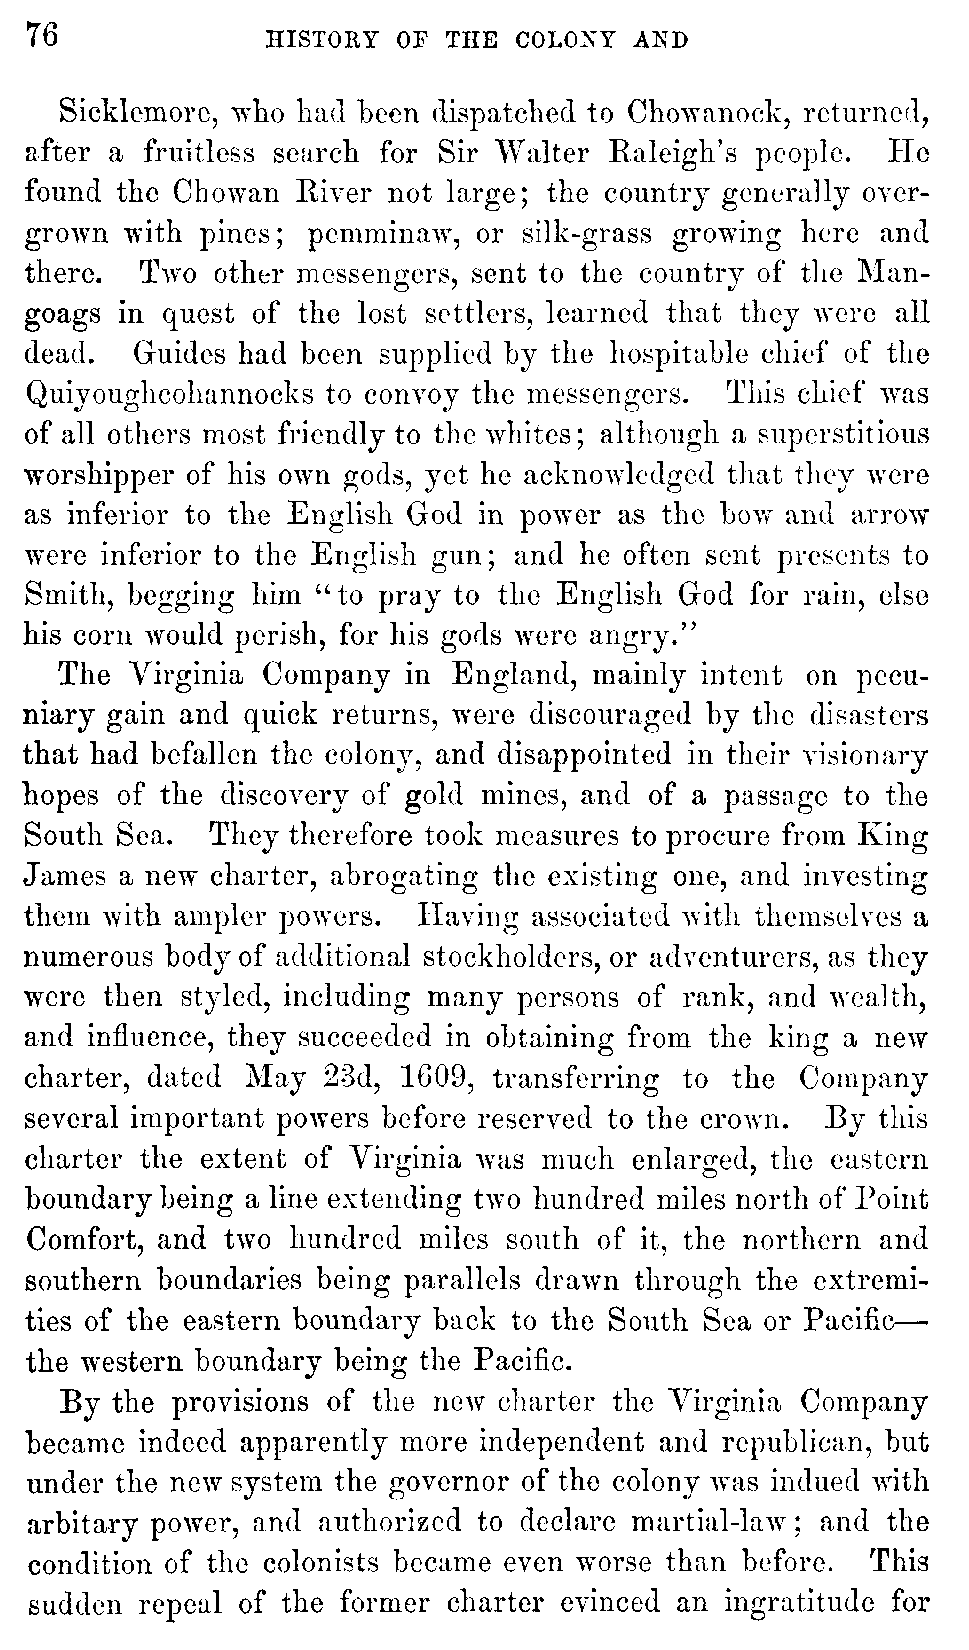 76 HISTORY OF THE COLONY AND
Sicklemore, who had been dispatched to Chowanock, returned,
after a fruitless search for Sir Walter Raleigh's people. He
found the Chowan River not large; the country generally over-
grown with pines; pemminaw, or silk-grass growing here and
there. Two other messengers, sent to the country of the Man-
goags in quest of the lost settlers, learned that they were all
dead. Guides had been supplied by the hospitable chief of the
Quiyoughcohannocks to convoy the messengers. This chief was
of all others most friendly to the whites; although a superstitious
worshipper of his own gods, yet he acknowledged that they were
as inferior to the English God in power as the bow and arrow
were inferior to the English gun; and he often sent presents to
Smith, begging him "to pray to the English God for rain, else
his corn would perish, for his gods were angry."
The Virginia Company in England, mainly intent on pecu-
niary gain and quick returns, were discouraged by the disasters
that had befallen the colony, and disappointed in their visionary
hopes of the discovery of gold mines, and of a passage to the
South Sea. They therefore took measures to procure from King
James a new charter, abrogating the existing one, and investing
them with ampler powers. Having associated with themselves a
numerous body of additional stockholders, or adventurers, as they
were then styled, including many persons of rank, and wealth,
and influence, they succeeded in obtaining from the king a new
charter, dated May 23d, 1609, transferring to the Company
several important powers before reserved to the crown. By this
charter the extent of Virginia was much enlarged, the eastern
boundary being a line extending two hundred miles north of Point
Comfort, and two hundred miles south of it, the northern and
southern boundaries being parallels drawn through the extremi-
ties of the eastern boundary back to the South Sea or Pacific—
the western boundary being the Pacific.
By the provisions of the new charter the Virginia Company
became indeed apparently more independent and republican, but
under the new system the governor of the colony was indued with
arbitary power, and authorized to declare martial-law; and the
condition of the colonists became even worse than before. This
sudden repeal of the former charter evinced an ingratitude for